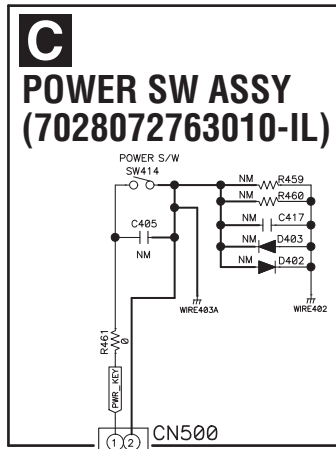 C
POWER SW ASSY
(7028072763010-IL)
POWER S/W
SW414
NM R459
NM R460
C405
NM C417
NM
NM D403
NM D402
WIRE403A
WIRE402
R461
0
PWR_KEY
1 2 CN500